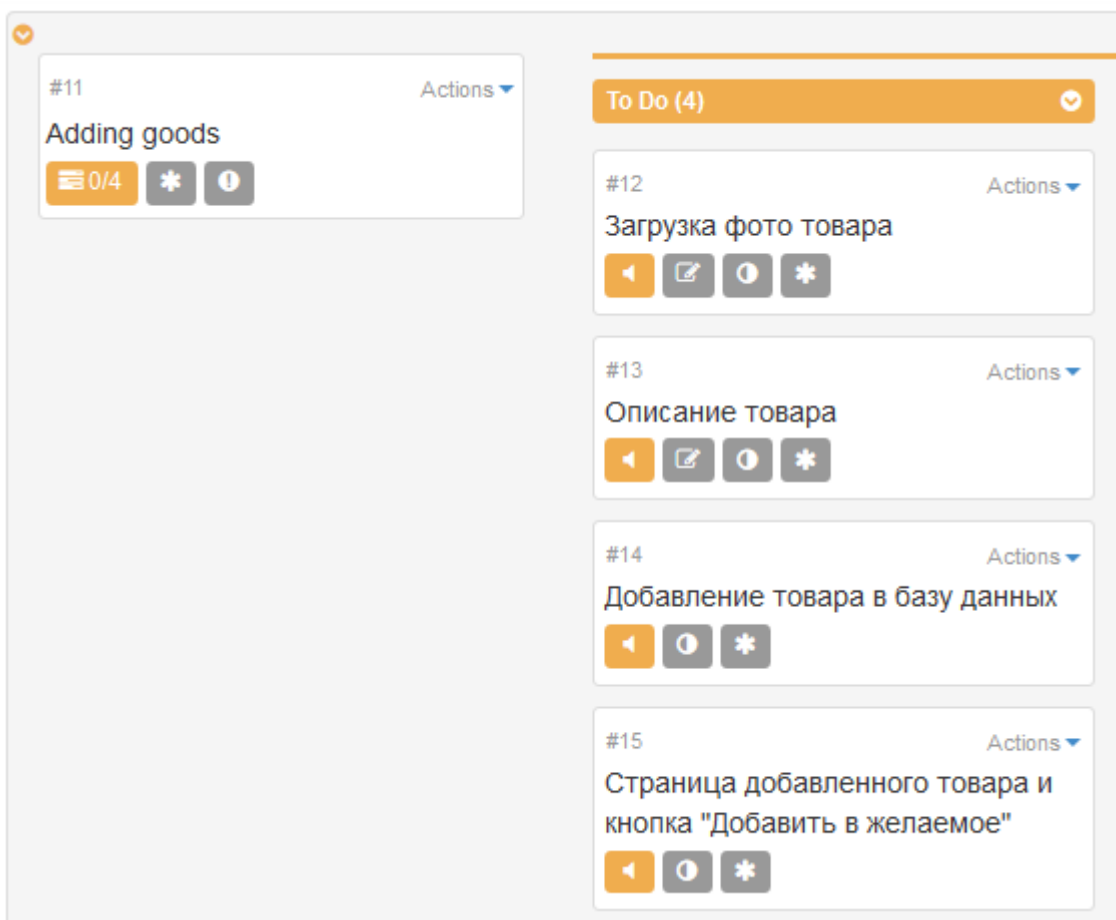 #11 Actions
Adding goods
0/4
To Do (4)
#12 Actions
Загрузка фото товара
#13 Actions
Описание товара
#14 Actions
Добавление товара в базу данных
#15 Actions
Страница добавленного товара и
кнопка "Добавить в желаемое"